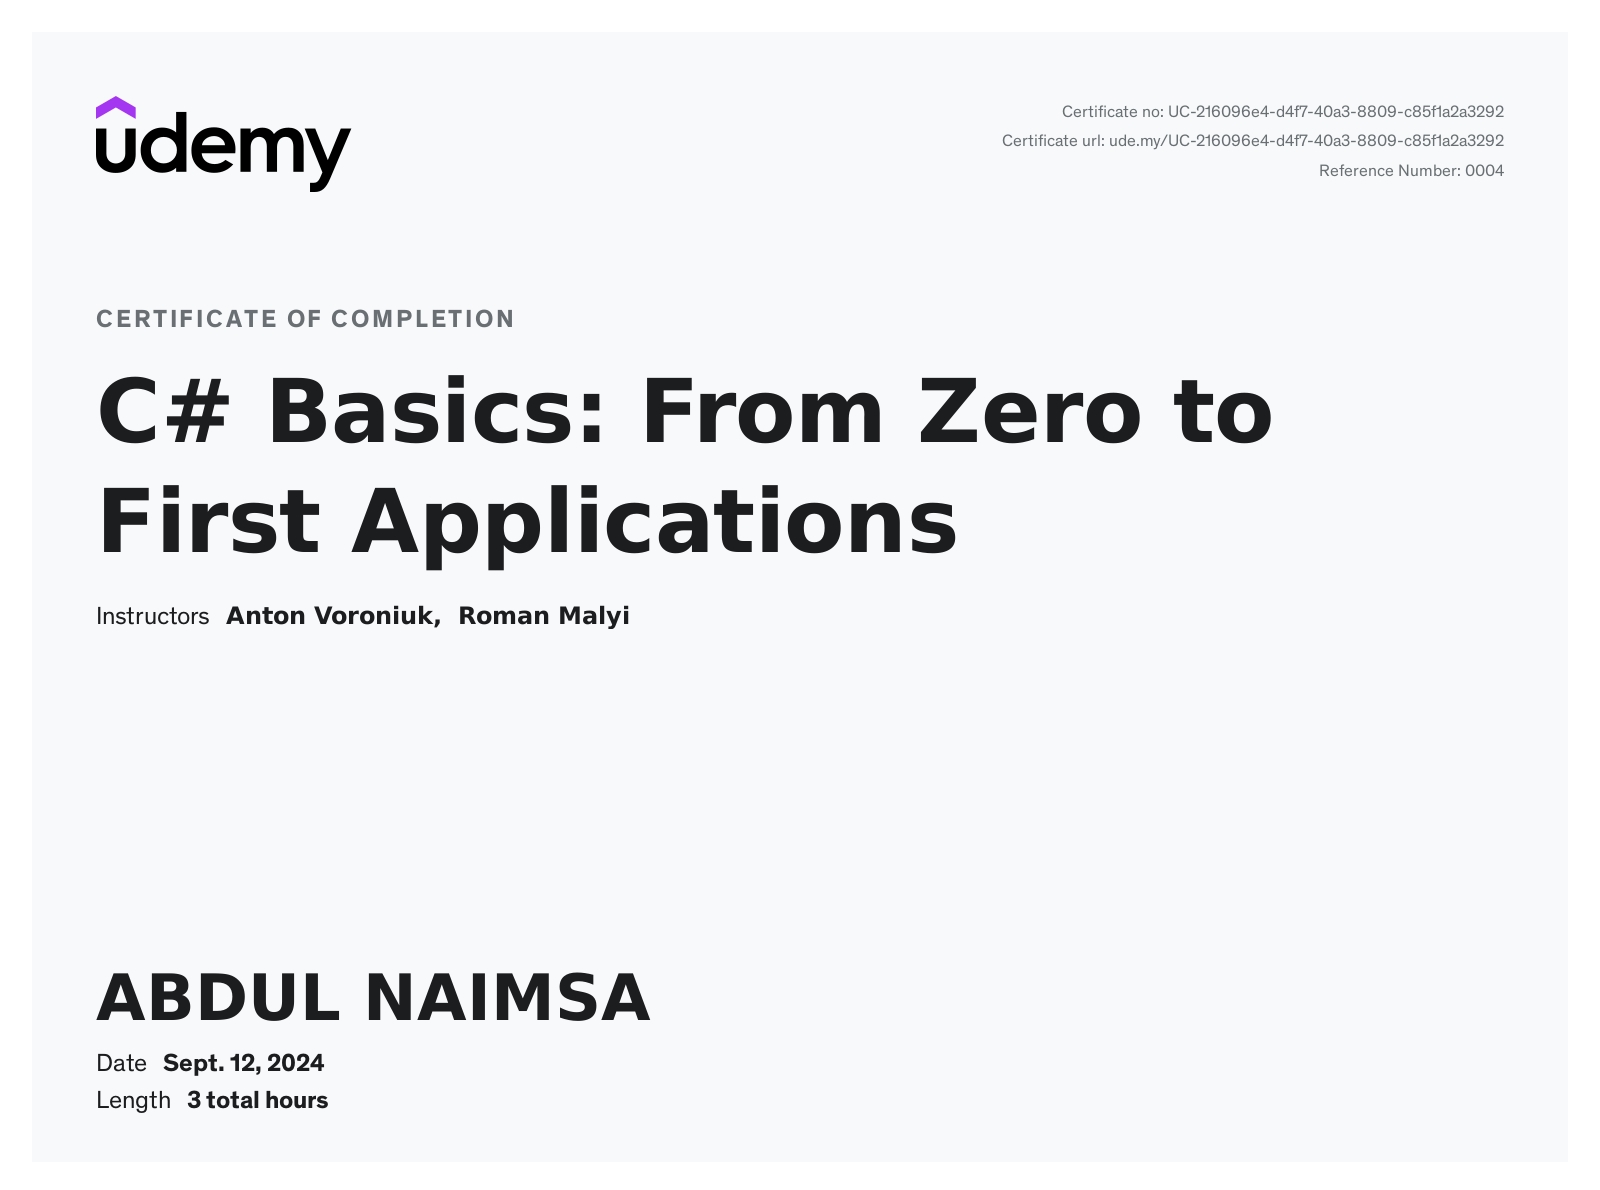 udemy
Certificate no: UC-216096e4-d4f7-40a3-8809-c85f1a2a3292
Certificate url: ude.my/UC-216096e4-d4f7-40a3-8809-c85f1a2a3292
Reference Number: 0004
CERTIFICATE OF COMPLETION
C# Basics: From Zero to
First Applications
Instructors Anton Voroniuk, Roman Malyi
ABDUL NAIMSA
Date Sept. 12, 2024
Length 3 total hours